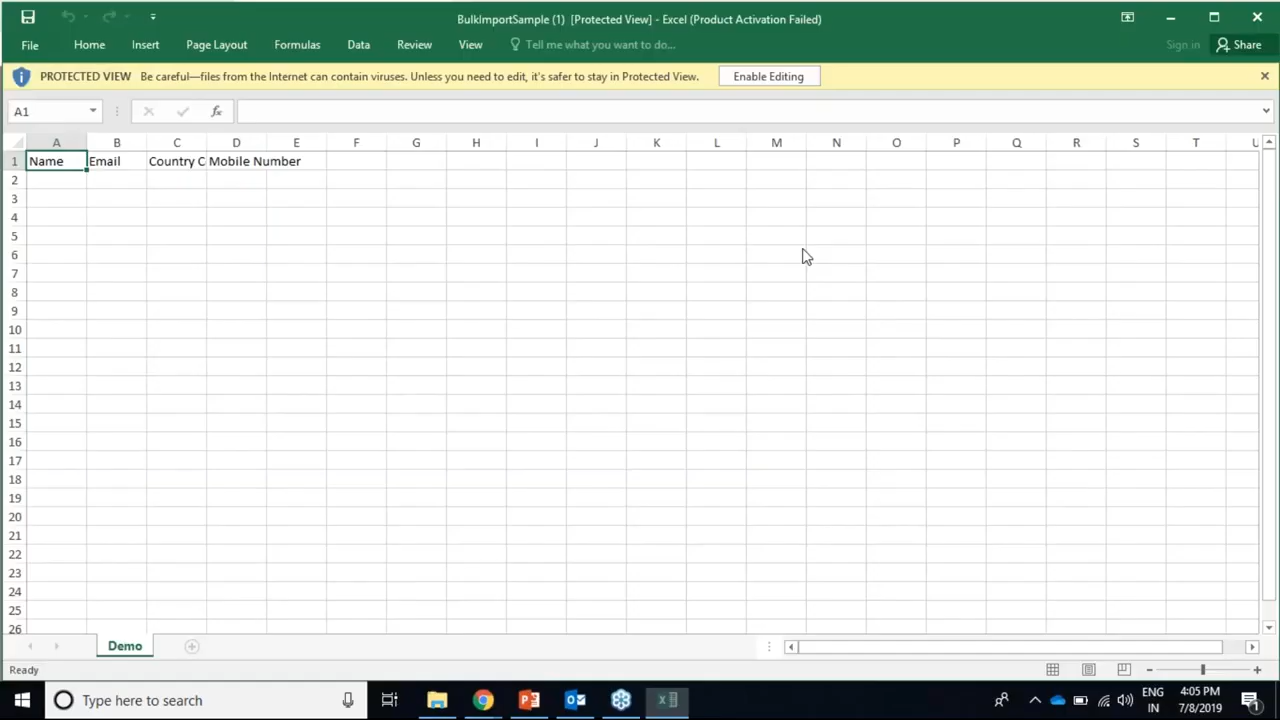 BulkImportSample (1) [Protected View] - Excel (Product Activation Failed)
File Home Insert Page Layout Formulas Data Review View Tell me what you want to do... Sign in Share
PROTECTED VIEW Be careful—files from the Internet can contain viruses. Unless you need to edit, it's safer to stay in Protected View. Enable Editing
A1 fx
A B C D E F G H I J K L M N O P Q R S T U
1 Name Email Country C Mobile Number
2
3
4
5
6
7
8
9
10
11
12
13
14
15
16
17
18
19
20
21
22
23
24
25
26
Demo
Ready
Type here to search
ENG 4:05 PM
IN 7/8/2019 1